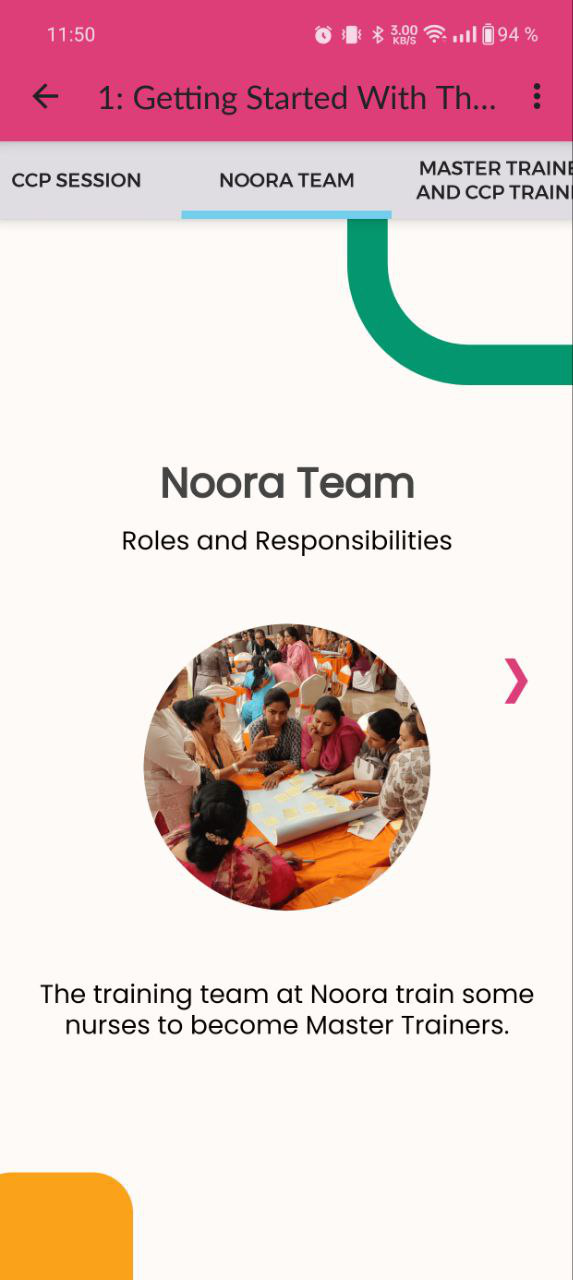 11:50
3.00
KB/S
94 %
1: Getting Started With Th...
CCP SESSION
NOORA TEAM
MASTER TRAINE
AND CCP TRAIN
Noora Team
Roles and Responsibilities
The training team at Noora train some
nurses to become Master Trainers.